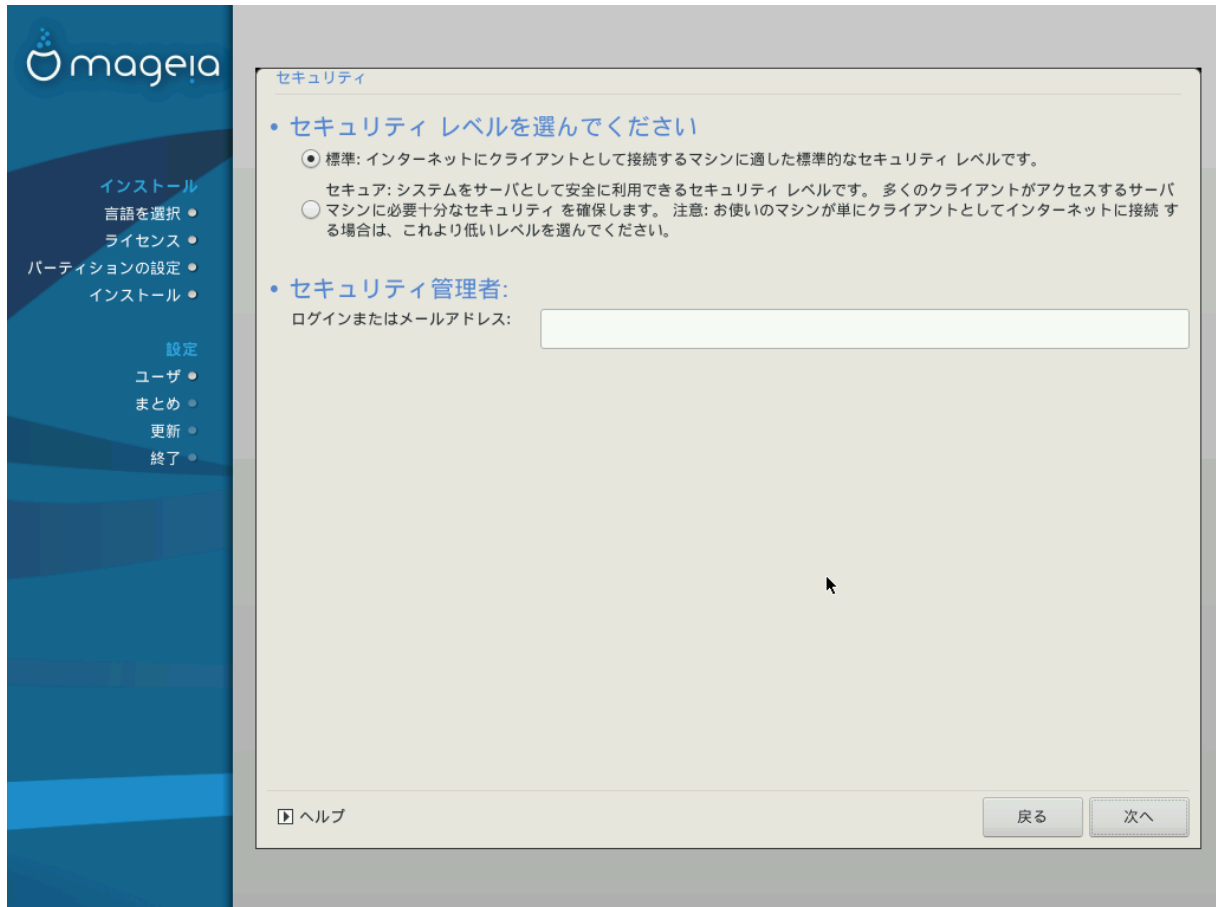 mageia
インストール
言語を選択
ライセンス
パーティションの設定
インストール
設定
ユーザ
まとめ
更新
終了
セキュリティ
• セキュリティ レベルを選んでください
標準: インターネットにクライアントとして接続するマシンに適した標準的なセキュリティ レベルです。
セキュア: システムをサーバとして安全に利用できるセキュリティ レベルです。 多くのクライアントがアクセスするサーバ
マシンに必要十分なセキュリティ を確保します。 注意: お使いのマシンが単にクライアントとしてインターネットに接続 す
る場合は、これより低いレベルを選んでください。
• セキュリティ管理者:
ログインまたはメールアドレス:
ヘルプ
戻る
次へ